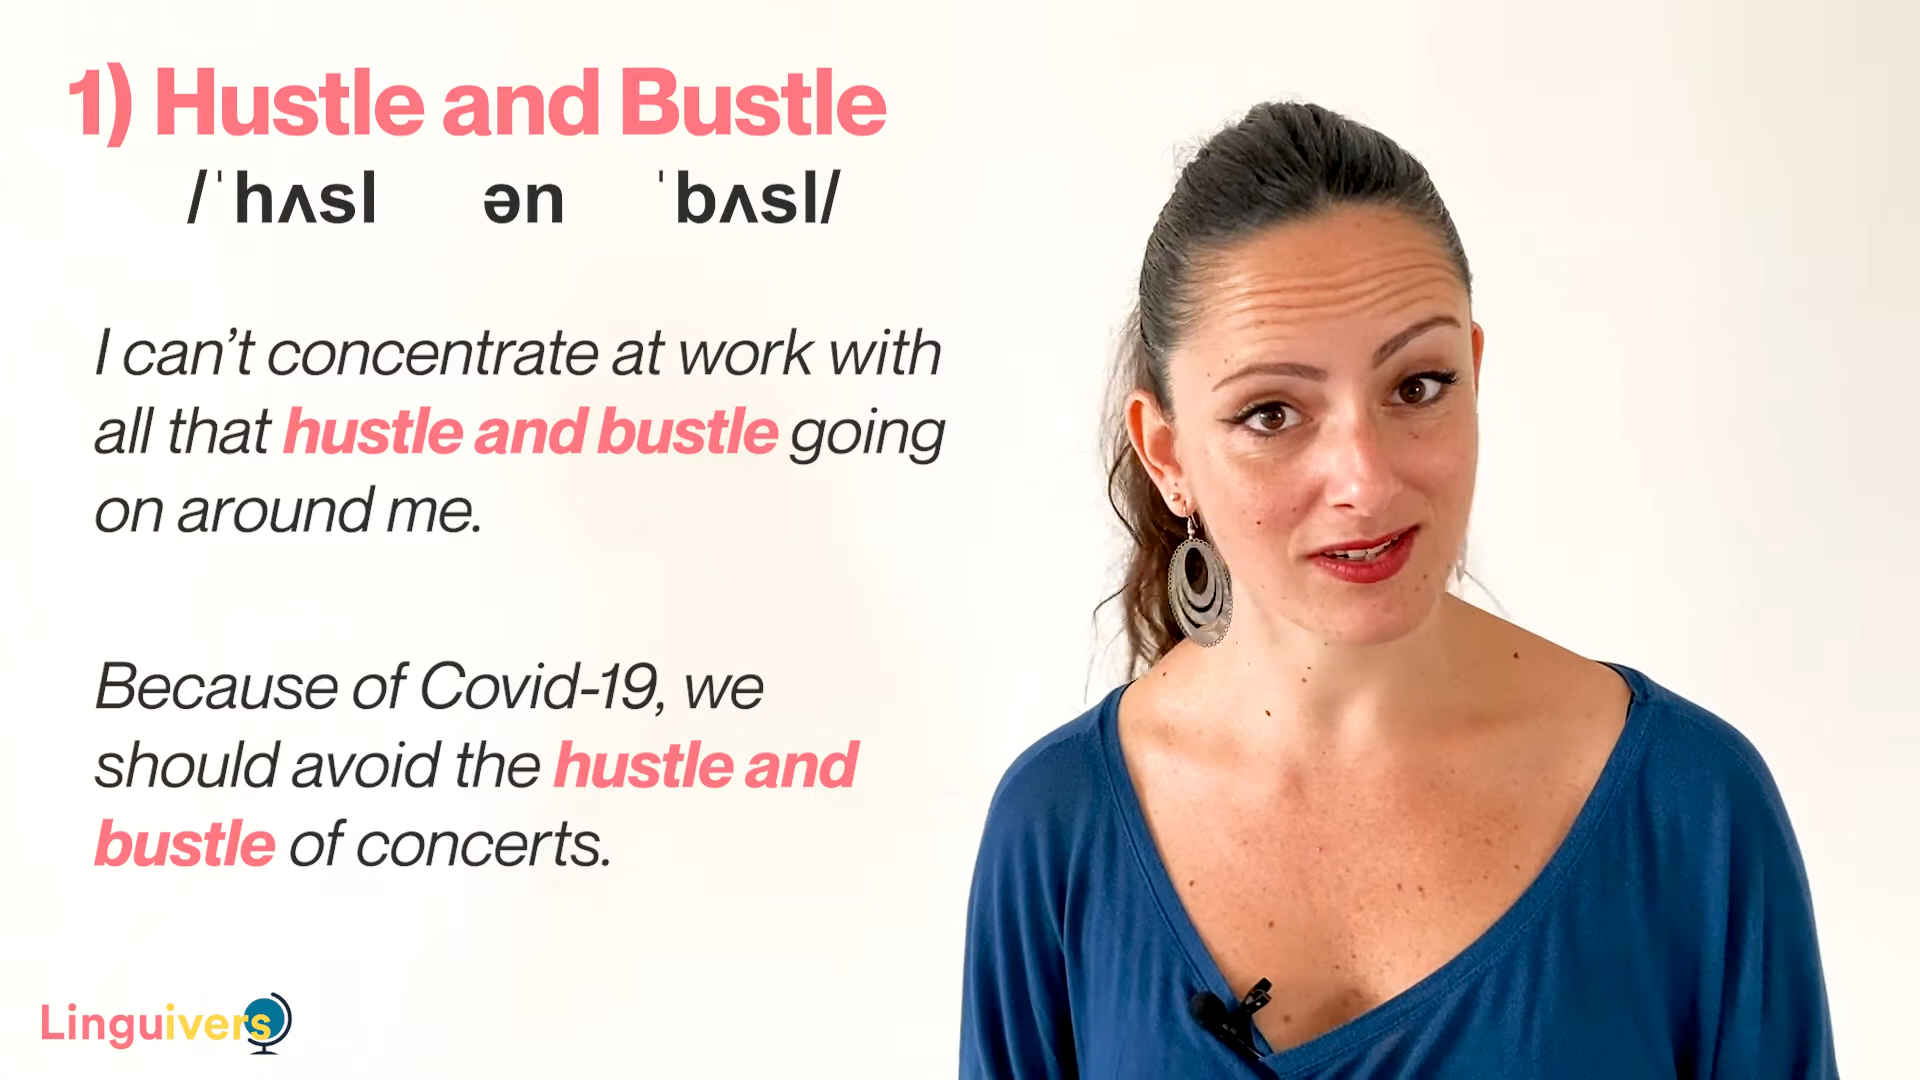 1) Hustle and Bustle
/ˈhʌsl ən ˈbʌsl/
I can’t concentrate at work with
all that hustle and bustle going
on around me.
Because of Covid-19, we
should avoid the hustle and
bustle of concerts.
Linguivers